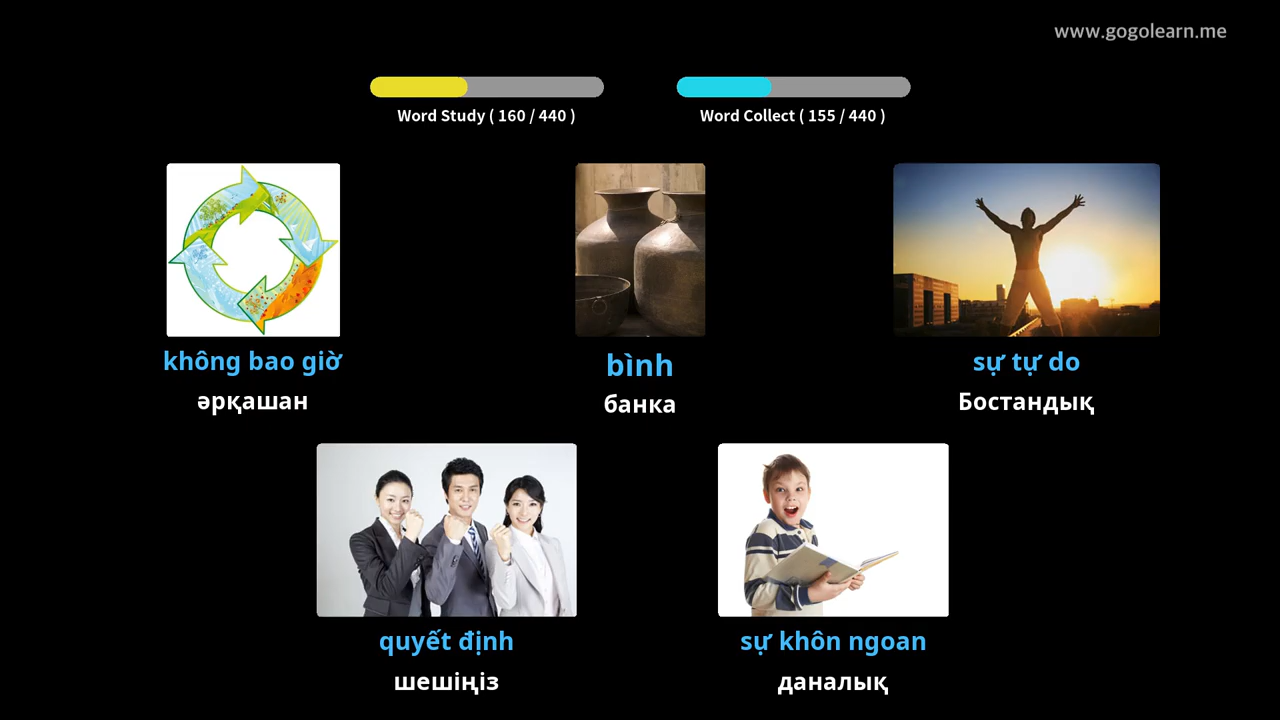 www.gogolearn.me
Word Study ( 160 / 440 )
Word Collect ( 155 / 440 )
không bao giờ
әрқашан
bình
банка
sự tự do
Бостандық
quyết định
шешіңіз
sự khôn ngoan
даналық